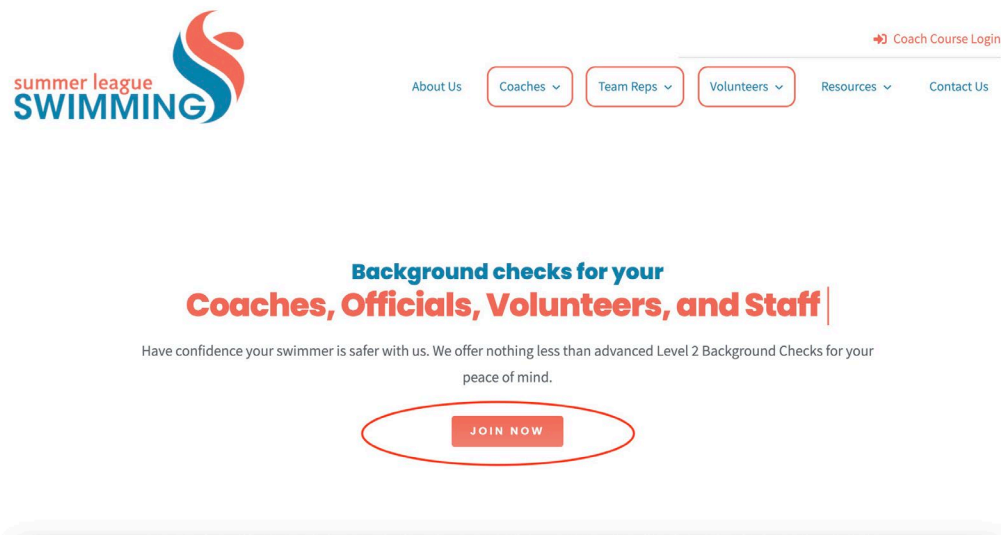 summer league
SWIMMING
Coach Course Login
About Us Coaches Team Reps Volunteers Resources Contact Us
Background checks for your
Coaches, Officials, Volunteers, and Staff
Have confidence your swimmer is safer with us. We offer nothing less than advanced Level 2 Background Checks for your
peace of mind.
JOIN NOW